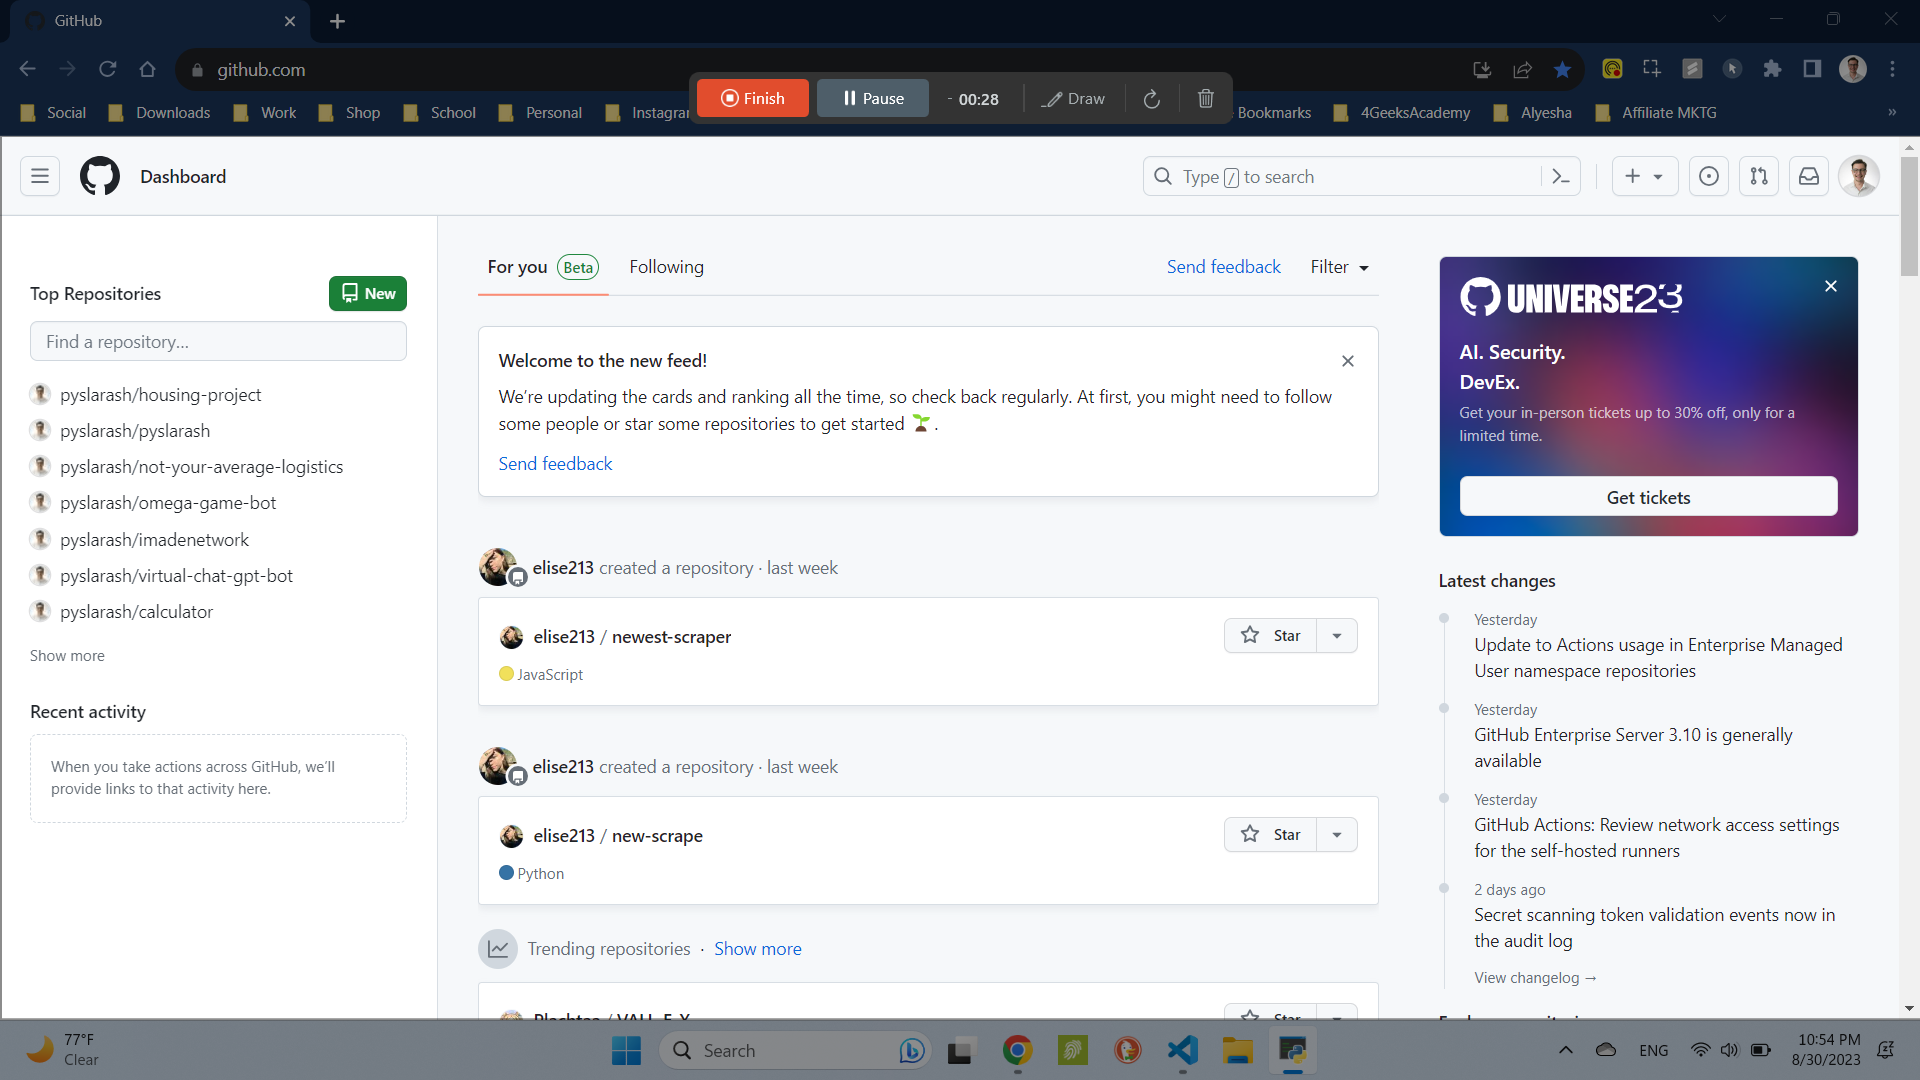 GitHub
github.com
Finish
Pause
- 00:28
Draw
Social
Downloads
Work
Shop
School
Personal
Bookmarks
4GeeksAcademy
Alyesha
Affiliate MKTG
»
Dashboard
Type / to search
Top Repositories
New
Find a repository…
pyslarash/housing-project
pyslarash/pyslarash
pyslarash/not-your-average-logistics
pyslarash/omega-game-bot
pyslarash/imadenetwork
pyslarash/virtual-chat-gpt-bot
pyslarash/calculator
Show more
Recent activity
When you take actions across GitHub, we’ll
provide links to that activity here.
For you Beta
Following
Send feedback
Filter
Welcome to the new feed!
We’re updating the cards and ranking all the time, so check back regularly. At first, you might need to follow
some people or star some repositories to get started 🌱 .
Send feedback
elise213 created a repository · last week
elise213 / newest-scraper
Star
JavaScript
elise213 created a repository · last week
elise213 / new-scrape
Star
Python
Trending repositories · Show more
Plachtaa / VALL-E-X
Star
UNIVERSE23
AI. Security.
DevEx.
Get your in-person tickets up to 30% off, only for a
limited time.
Get tickets
Latest changes
Yesterday
Update to Actions usage in Enterprise Managed
User namespace repositories
Yesterday
GitHub Enterprise Server 3.10 is generally
available
Yesterday
GitHub Actions: Review network access settings
for the self-hosted runners
2 days ago
Secret scanning token validation events now in
the audit log
View changelog →
77°F
Clear
Search
ENG
10:54 PM
8/30/2023